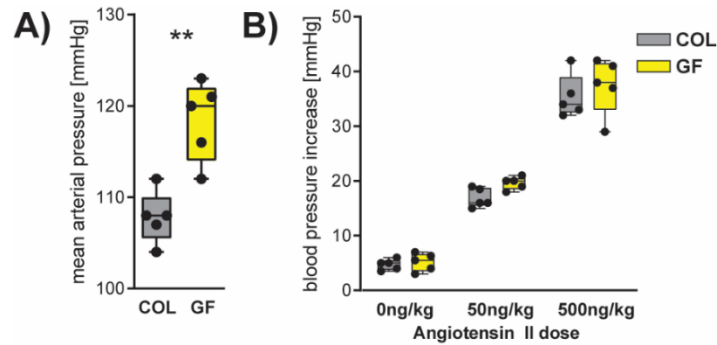 A)
**
mean arterial pressure [mmHg]
130
120
110
100
COL GF
B)
blood pressure increase [mmHg]
50
40
30
20
10
0
0ng/kg 50ng/kg 500ng/kg
Angiotensin II dose
COL
GF